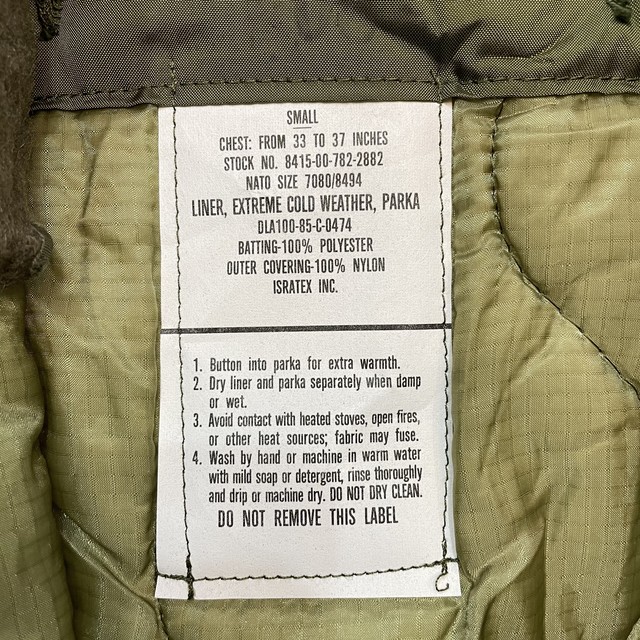 SMALL
CHEST: FROM 33 TO 37 INCHES
STOCK NO. 8415-00-782-2882
NATO SIZE 7080/8494
LINER, EXTREME COLD WEATHER, PARKA
DLA100-85-C-0474
BATTING-100% POLYESTER
OUTER COVERING-100% NYLON
ISRATEX INC.
1. Button into parka for extra warmth.
2. Dry liner and parka separately when damp
or wet.
3. Avoid contact with heated stoves, open fires,
or other heat sources; fabric may fuse.
4. Wash by hand or machine in warm water
with mild soap or detergent, rinse thoroughly
and drip or machine dry. DO NOT DRY CLEAN.
DO NOT REMOVE THIS LABEL